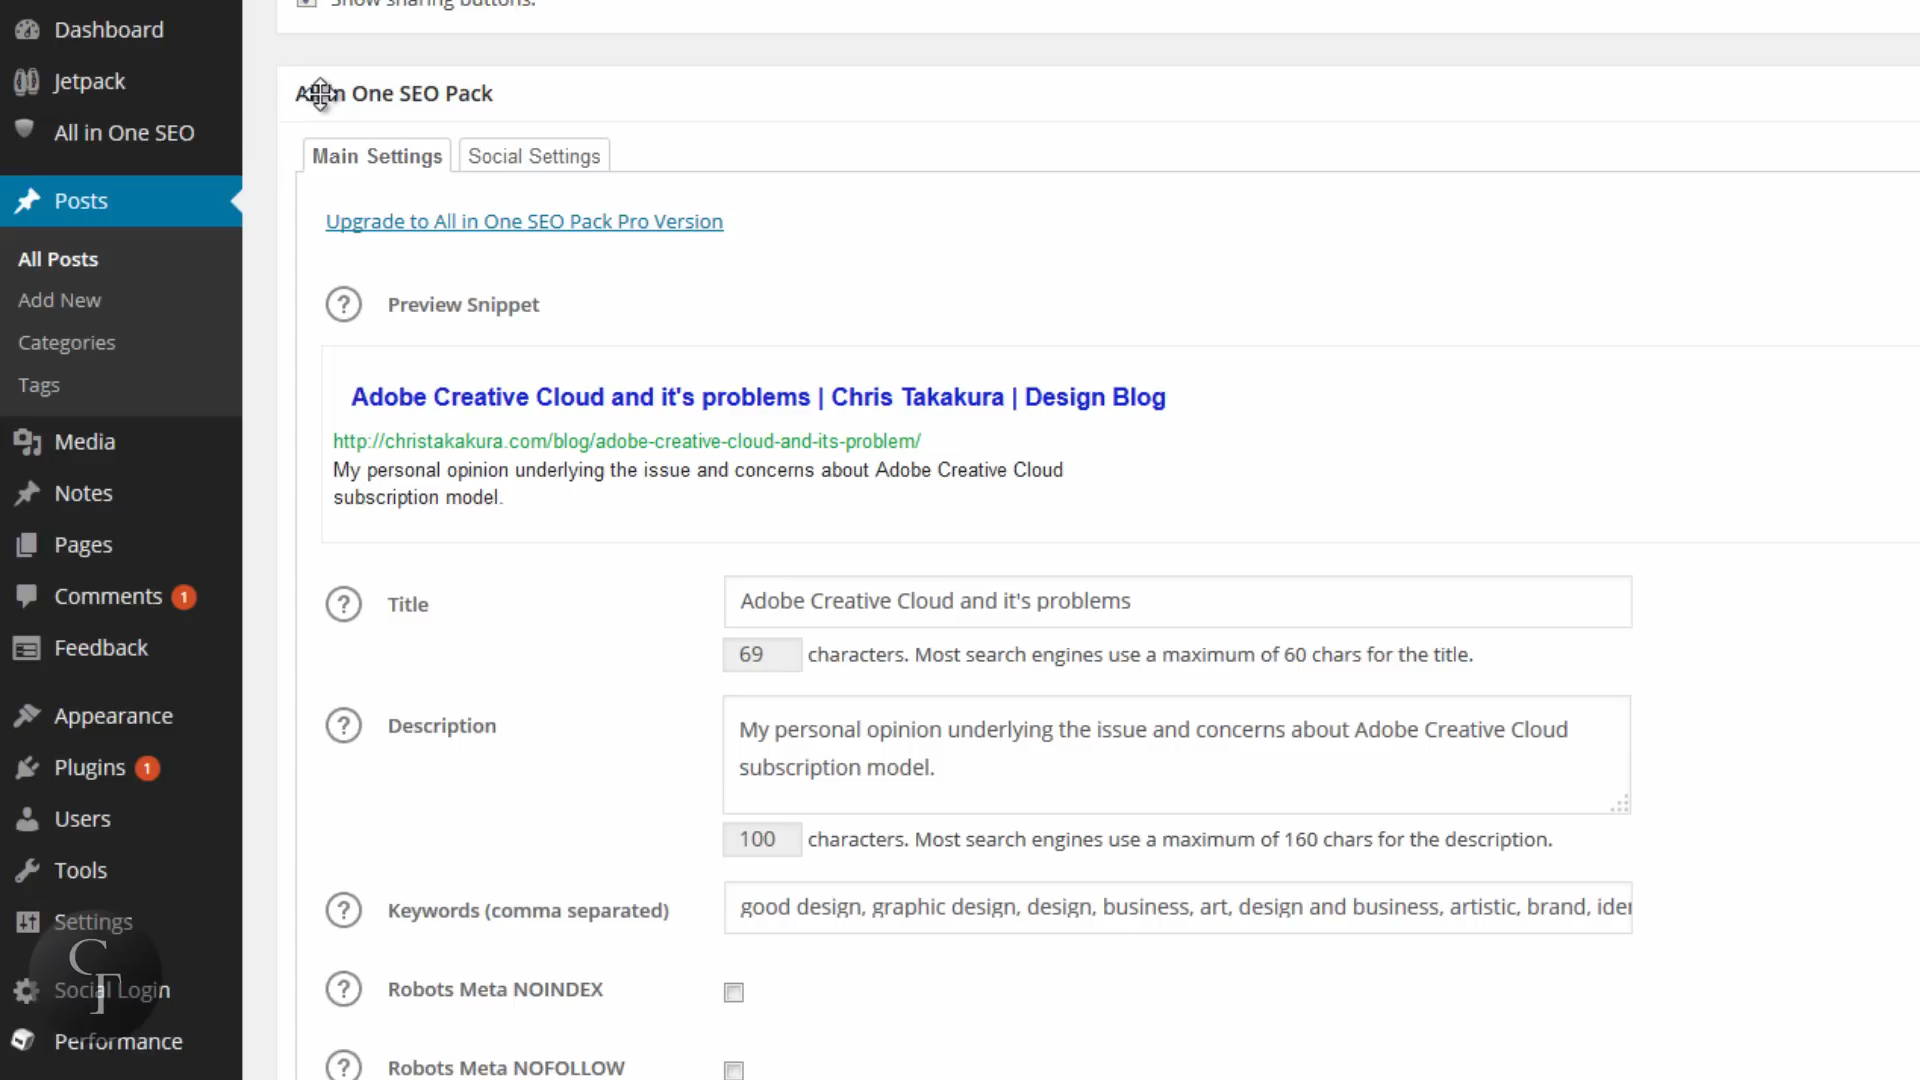 Dashboard
Jetpack
All in One SEO
Posts
All Posts
Add New
Categories
Tags
Media
Notes
Pages
Comments 1
Feedback
Appearance
Plugins 1
Users
Tools
Settings
Social Login
Performance
CT
Show sharing buttons.
All in One SEO Pack
Main Settings
Social Settings
Upgrade to All in One SEO Pack Pro Version
? Preview Snippet
Adobe Creative Cloud and it's problems | Chris Takakura | Design Blog
http://christakakura.com/blog/adobe-creative-cloud-and-its-problem/
My personal opinion underlying the issue and concerns about Adobe Creative Cloud
subscription model.
? Title
Adobe Creative Cloud and it's problems
69 characters. Most search engines use a maximum of 60 chars for the title.
? Description
My personal opinion underlying the issue and concerns about Adobe Creative Cloud
subscription model.
100 characters. Most search engines use a maximum of 160 chars for the description.
? Keywords (comma separated)
good design, graphic design, design, business, art, design and business, artistic, brand,
? Robots Meta NOINDEX
? Robots Meta NOFOLLOW